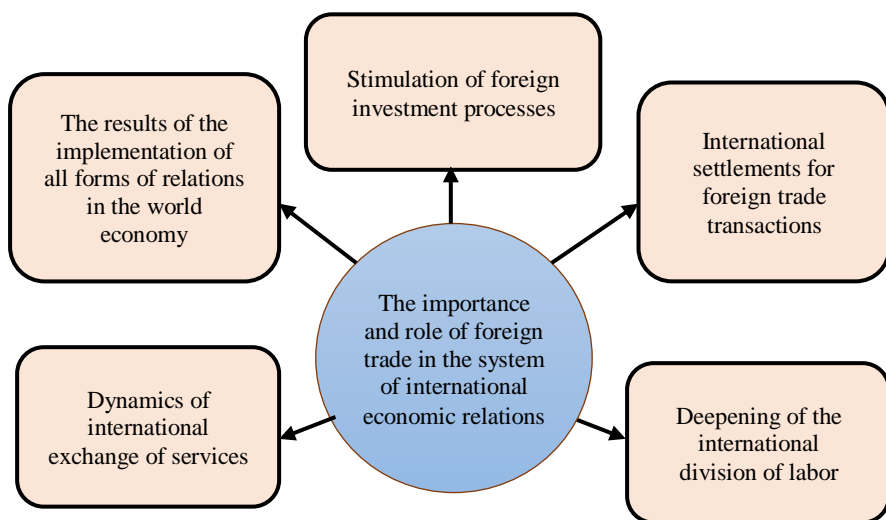 Stimulation of foreign
investment processes
The results of the
implementation of
all forms of relations
in the world
economy
International
settlements for
foreign trade
transactions
The importance
and role of foreign
trade in the system
of international
economic relations
Dynamics of
international
exchange of services
Deepening of the
international
division of labor